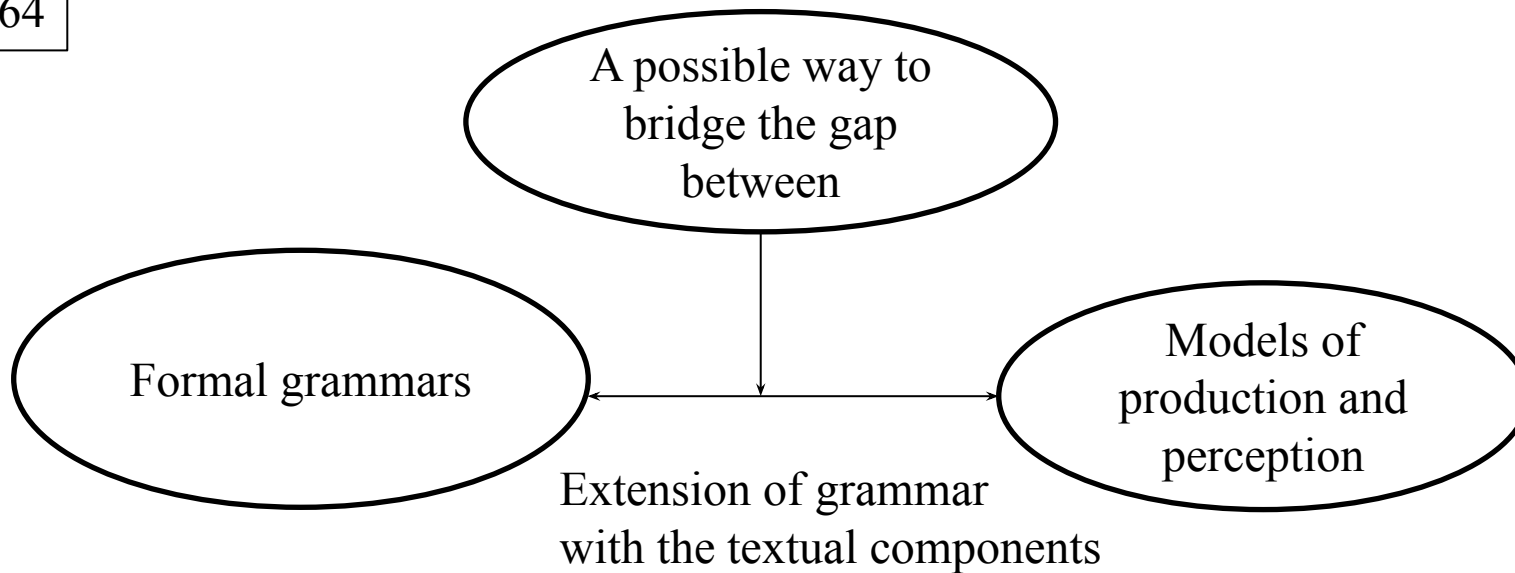 64
A possible way to
bridge the gap
between
Formal grammars
Models of
production and
perception
Extension of grammar
with the textual components